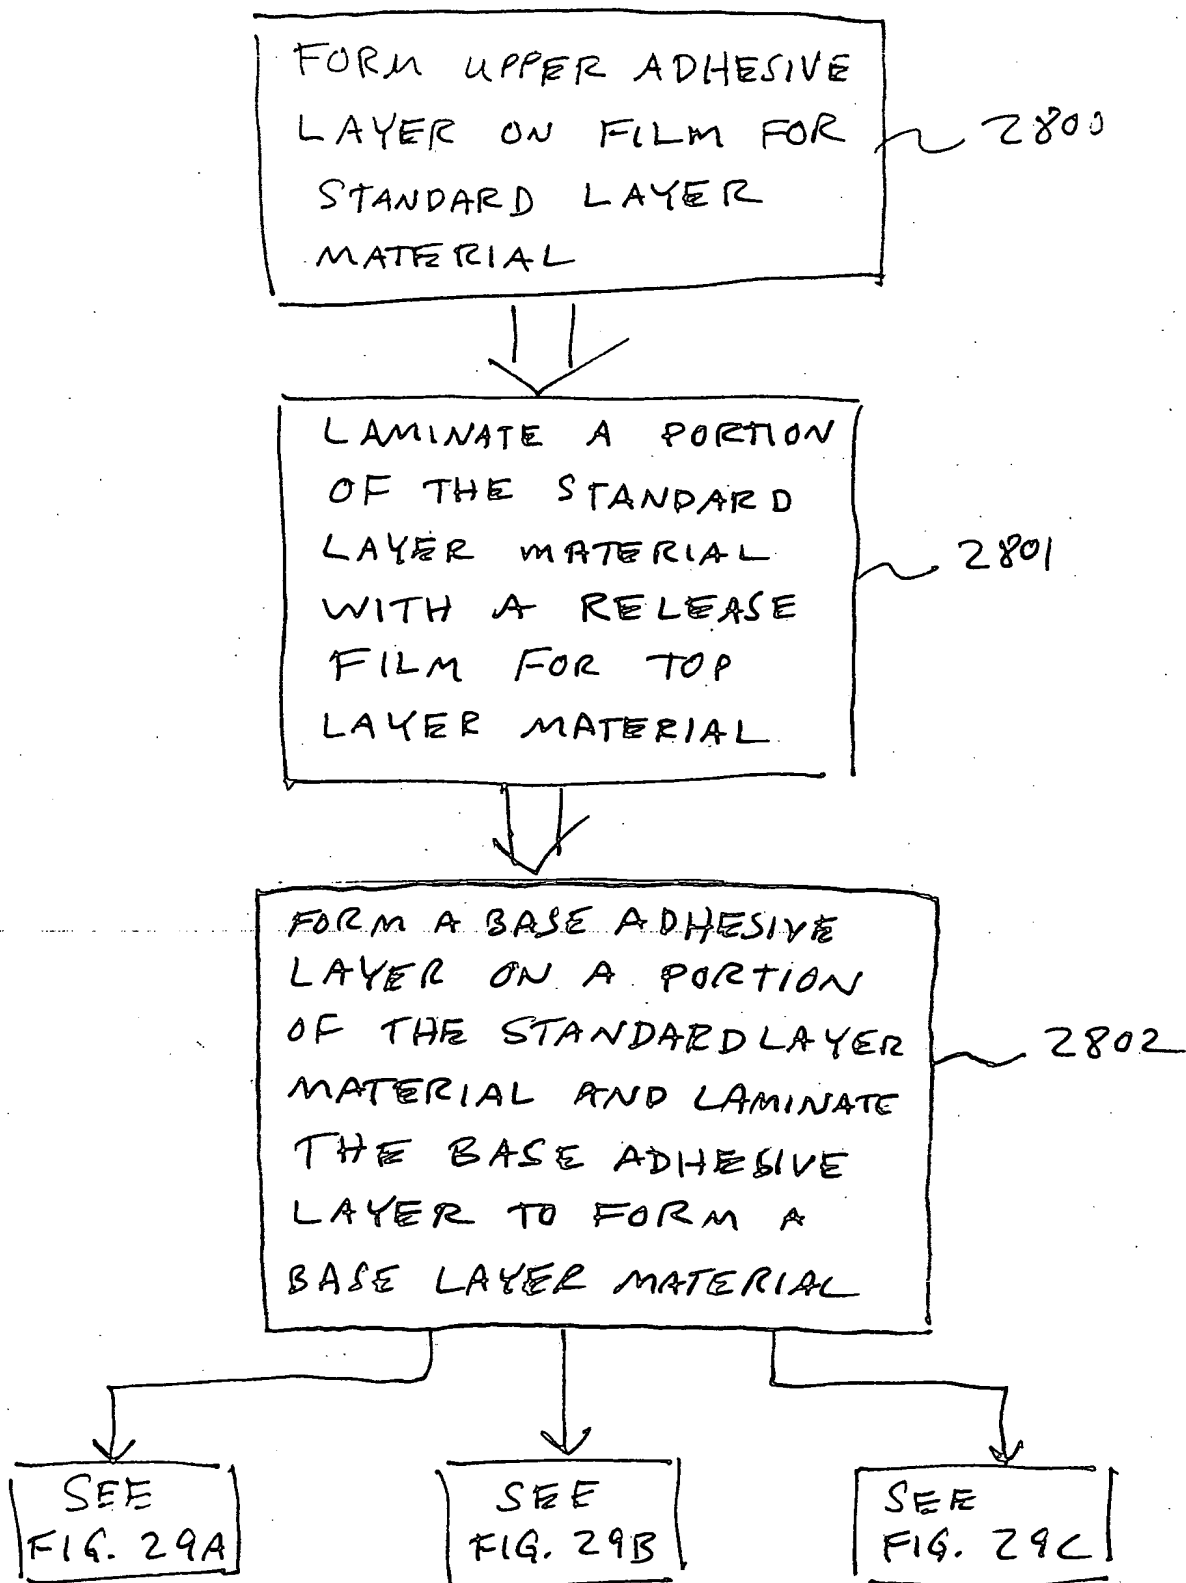 FORM UPPER ADHESIVE
LAYER ON FILM FOR
STANDARD LAYER
MATERIAL
2800
LAMINATE A PORTION
OF THE STANDARD
LAYER MATERIAL
WITH A RELEASE
FILM FOR TOP
LAYER MATERIAL
2801
FORM A BASE ADHESIVE
LAYER ON A PORTION
OF THE STANDARD LAYER
MATERIAL AND LAMINATE
THE BASE ADHESIVE
LAYER TO FORM A
BASE LAYER MATERIAL
2802
SEE
FIG. 29A
SEE
FIG. 29B
SEE
FIG. 29C